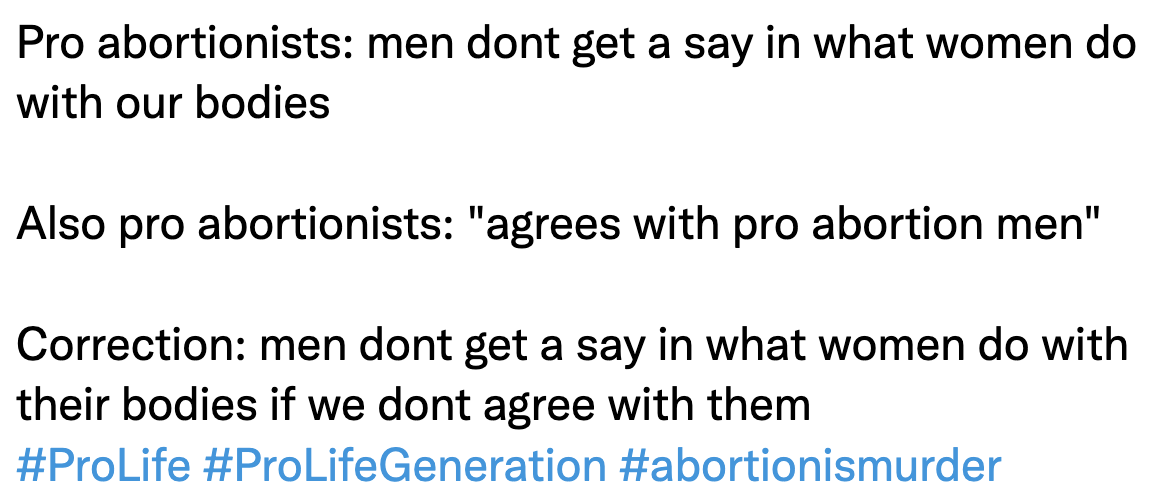 Pro abortionists: men dont get a say in what women do
with our bodies
Also pro abortionists: "agrees with pro abortion men"
Correction: men dont get a say in what women do with
their bodies if we dont agree with them
#ProLife #ProLifeGeneration #abortionismurder